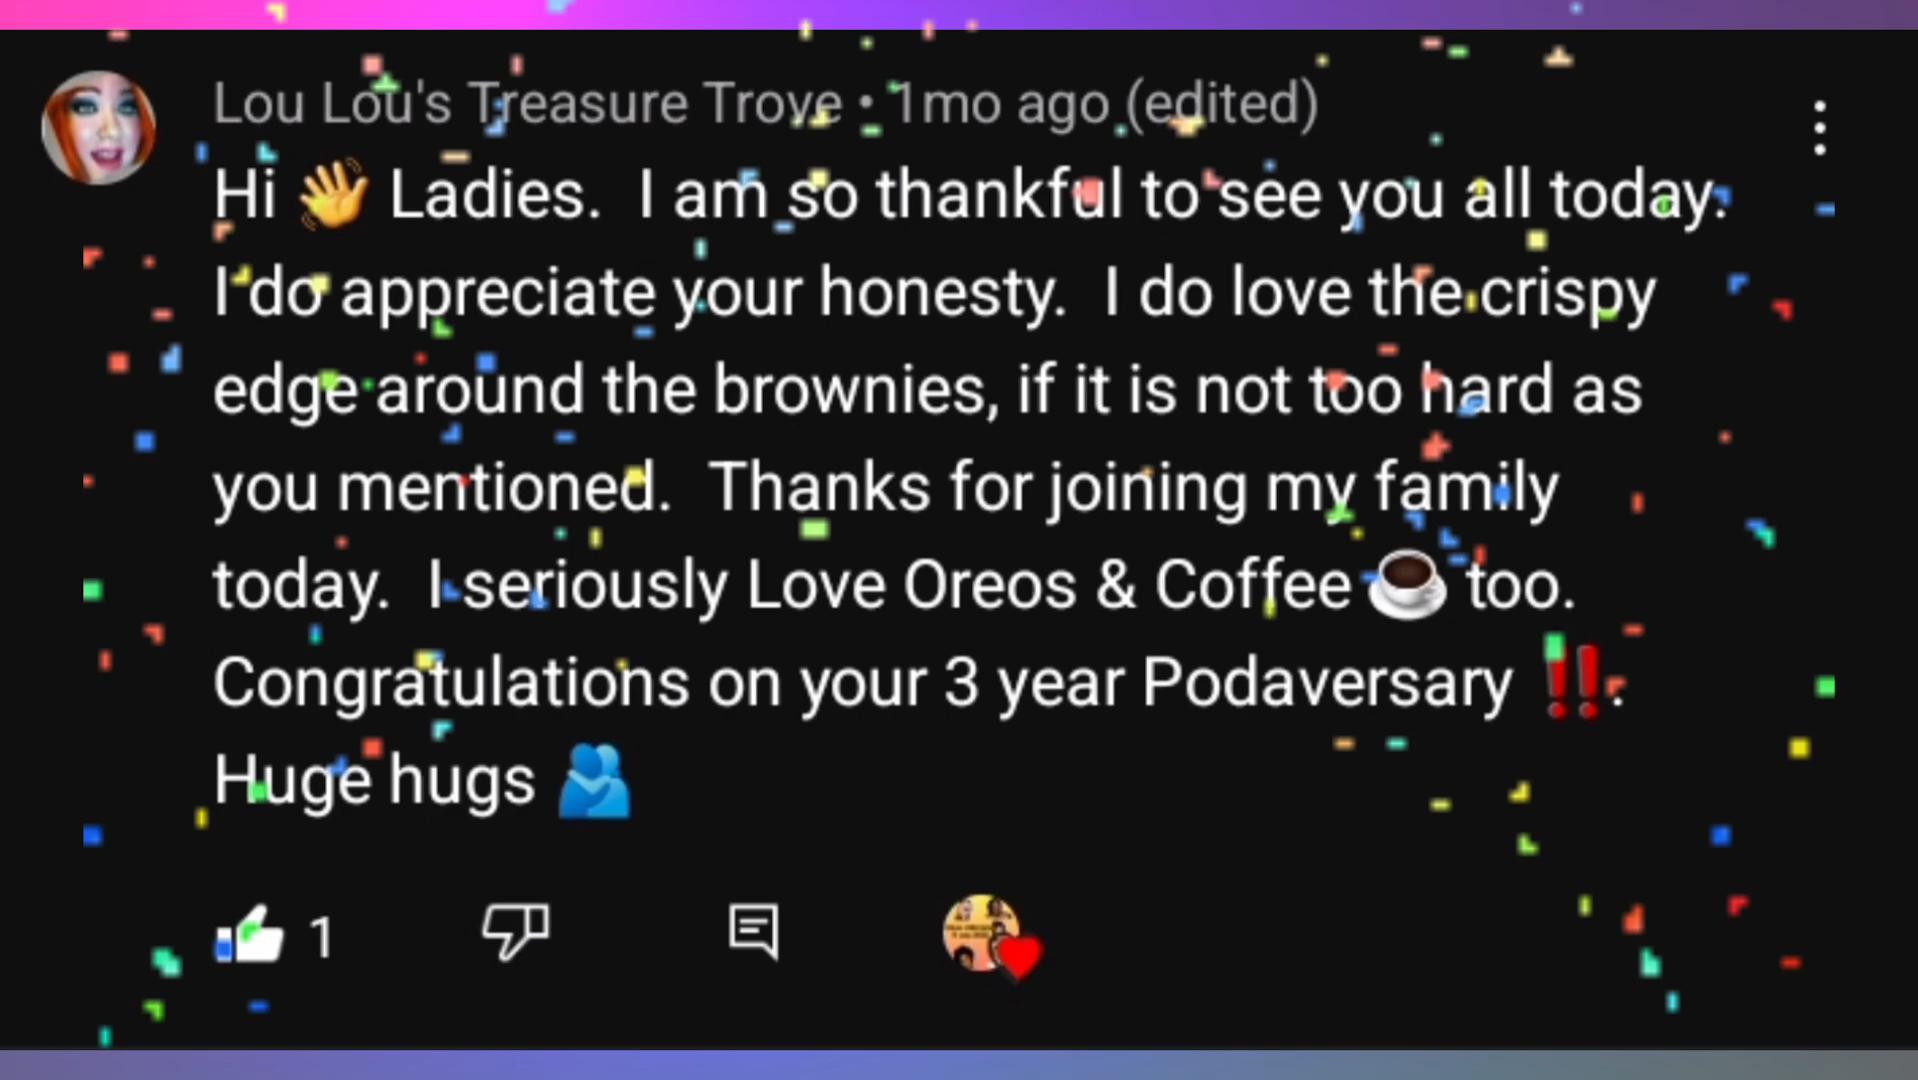 Lou Lou's Treasure Trove • 1mo ago (edited)
Hi 👋 Ladies.  I am so thankful to see you all today.
I do appreciate your honesty.  I do love the crispy
edge around the brownies, if it is not too hard as
you mentioned.  Thanks for joining my family
today.  I seriously Love Oreos & Coffee ☕ too.
Congratulations on your 3 year Podaversary ‼️.
Huge hugs 🫂
1